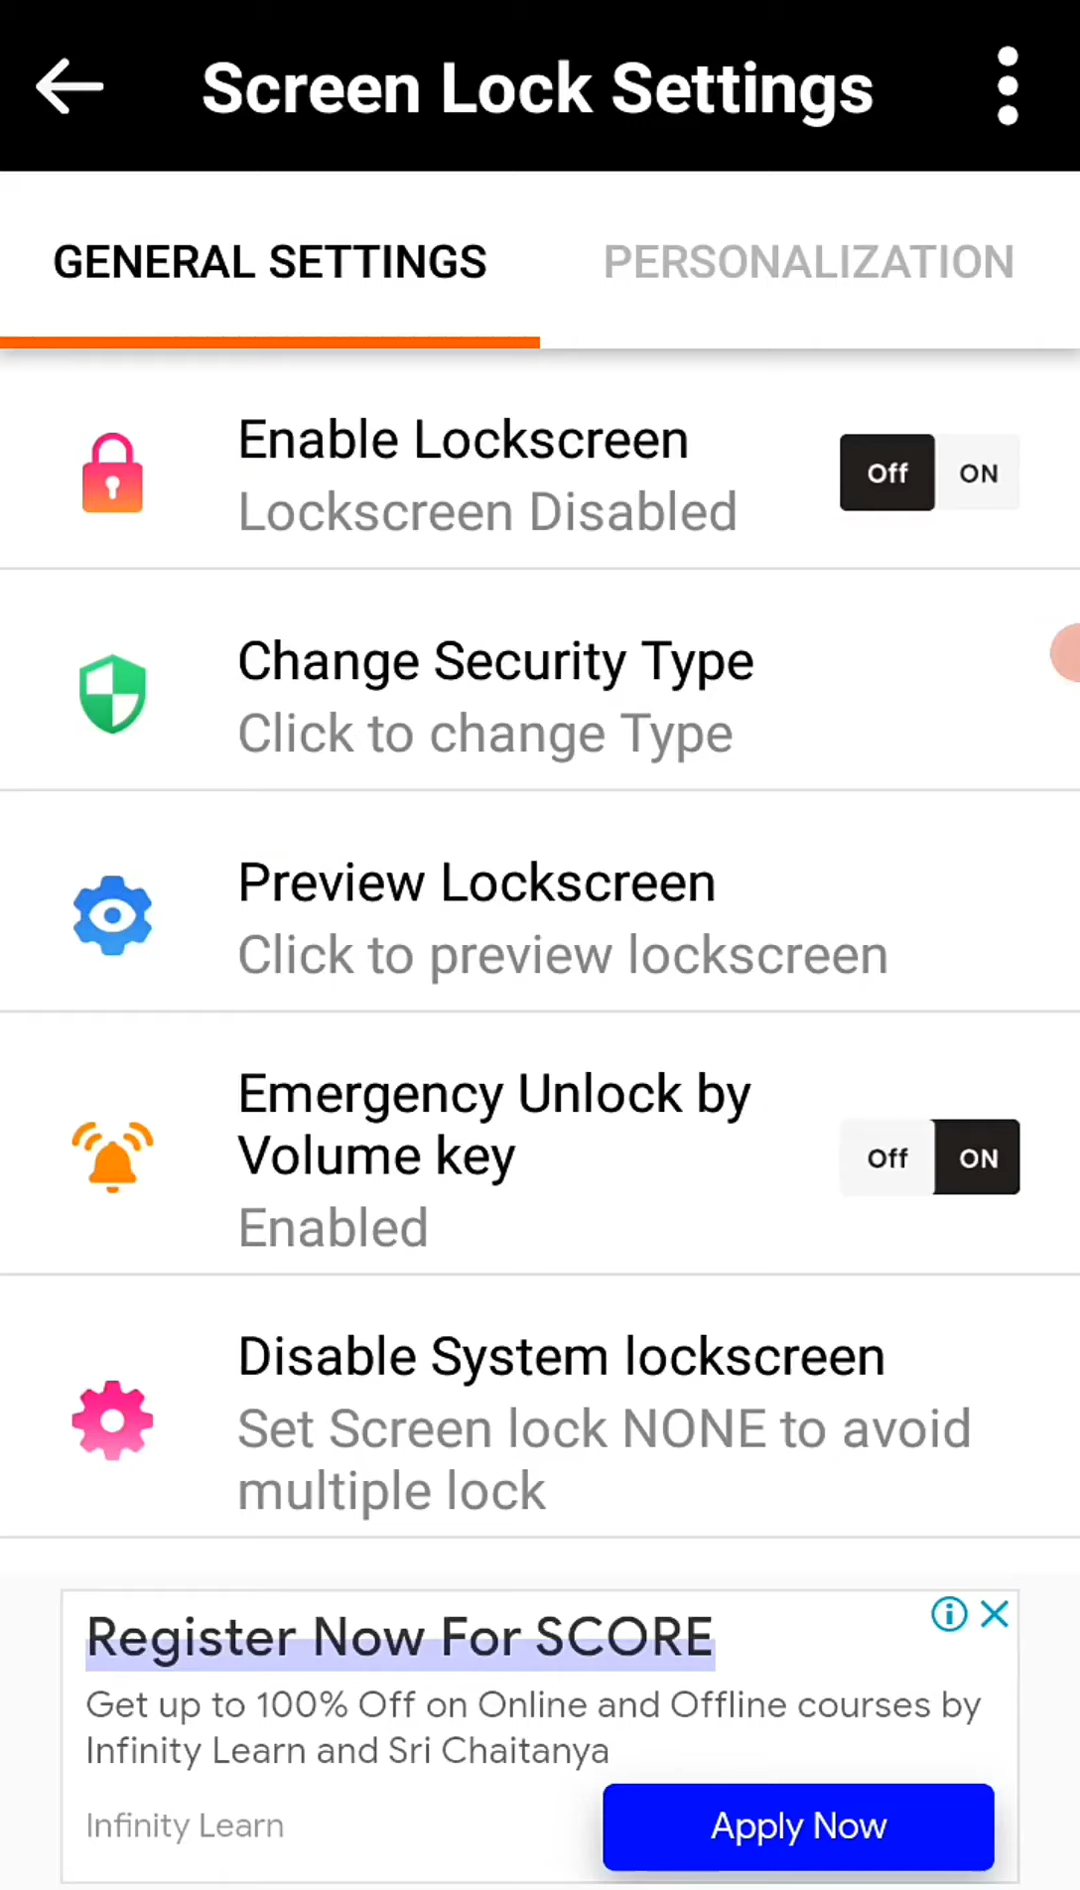 Screen Lock Settings
GENERAL SETTINGS
PERSONALIZATION
Enable Lockscreen
Lockscreen Disabled
Off ON
Change Security Type
Click to change Type
Preview Lockscreen
Click to preview lockscreen
Emergency Unlock by
Volume key
Enabled
Off ON
Disable System lockscreen
Set Screen lock NONE to avoid
multiple lock
Register Now For SCORE
Get up to 100% Off on Online and Offline courses by
Infinity Learn and Sri Chaitanya
Infinity Learn
Apply Now